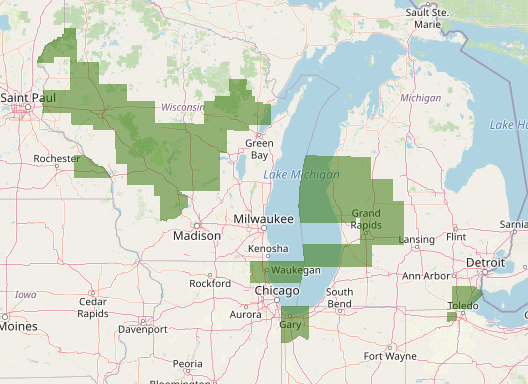 Sault Ste.
Marie
Saint Paul
Wisconsin
Michigan
Lake Hu
Green
Bay
Rochester
Lake Michigan
Grand
Rapids
Milwaukee
Madison
Lansing
Flint
Sarnia
Kenosha
Detroit
Waukegan
Ann Arbor
Rockford
Iowa
Chicago
South
Bend
Toledo
Cedar
Rapids
Aurora
Gary
Moines
Davenport
Fort Wayne
Peoria
Bloomington